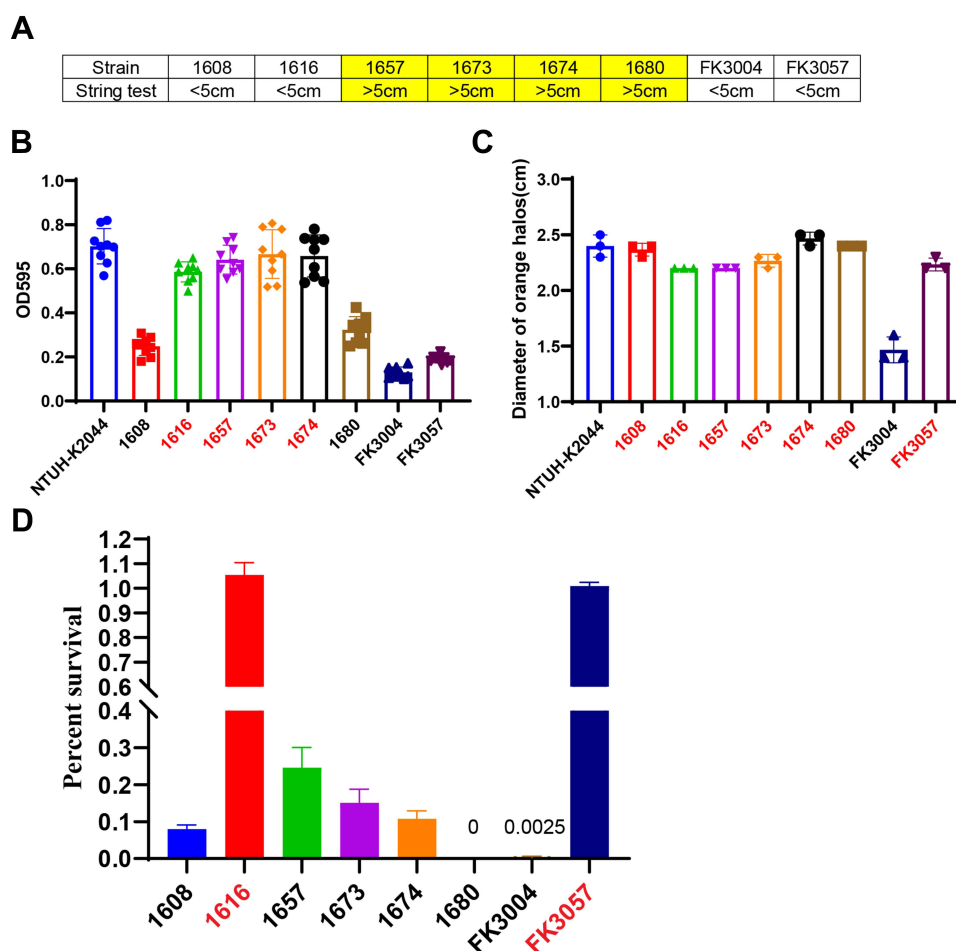 A
Strain 1608 1616 1657 1673 1674 1680 FK3004 FK3057
String test <5cm <5cm >5cm >5cm >5cm >5cm <5cm <5cm
B
OD595
1.0
0.8
0.6
0.4
0.2
0.0
NTUH-K2044 1608 1616 1657 1673 1674 1680 FK3004 FK3057
C
Diameter of orange halos(cm)
3.0
2.5
2.0
1.5
1.0
NTUH-K2044 1608 1616 1657 1673 1674 1680 FK3004 FK3057
D
Percent survival
1.2
1.1
1.0
0.9
0.8
0.7
0.6
0.4
0.3
0.2
0.1
0.0
0 0.0025
1608 1616 1657 1673 1674 1680 FK3004 FK3057